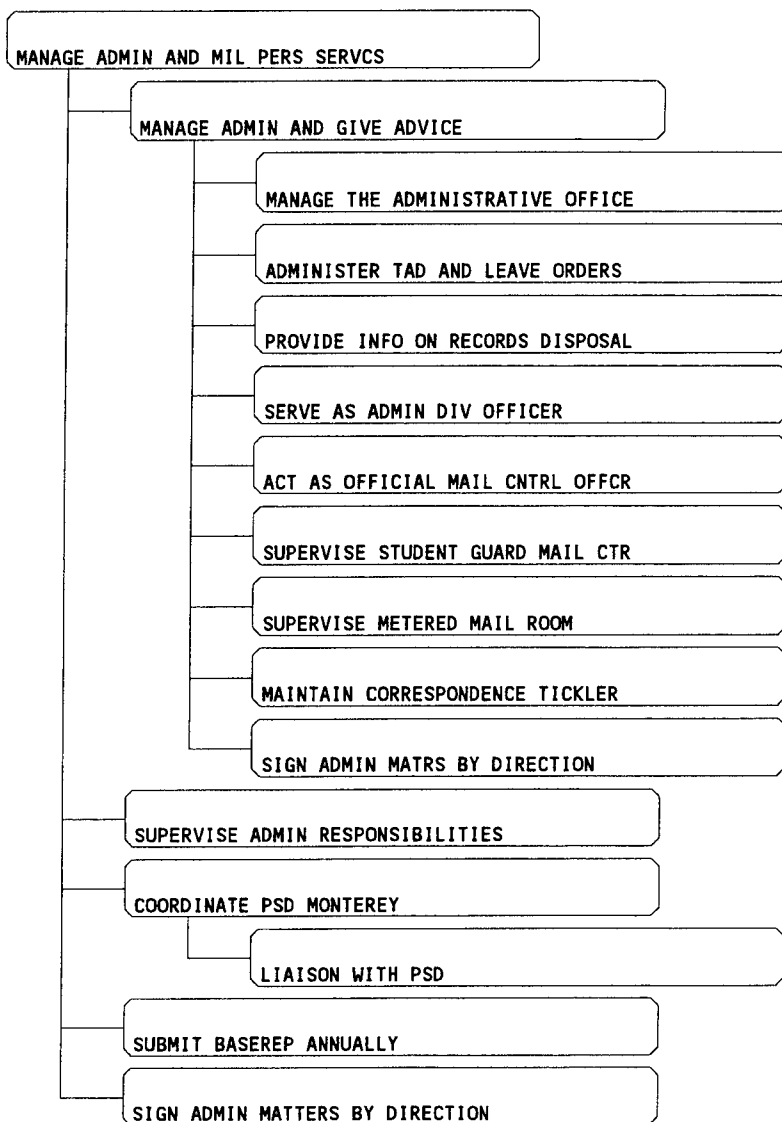 MANAGE ADMIN AND MIL PERS SERVCS
MANAGE ADMIN AND GIVE ADVICE
MANAGE THE ADMINISTRATIVE OFFICE
ADMINISTER TAD AND LEAVE ORDERS
PROVIDE INFO ON RECORDS DISPOSAL
SERVE AS ADMIN DIV OFFICER
ACT AS OFFICIAL MAIL CNTRL OFFCR
SUPERVISE STUDENT GUARD MAIL CTR
SUPERVISE METERED MAIL ROOM
MAINTAIN CORRESPONDENCE TICKLER
SIGN ADMIN MATRS BY DIRECTION
SUPERVISE ADMIN RESPONSIBILITIES
COORDINATE PSD MONTEREY
LIAISON WITH PSD
SUBMIT BASEREP ANNUALLY
SIGN ADMIN MATTERS BY DIRECTION